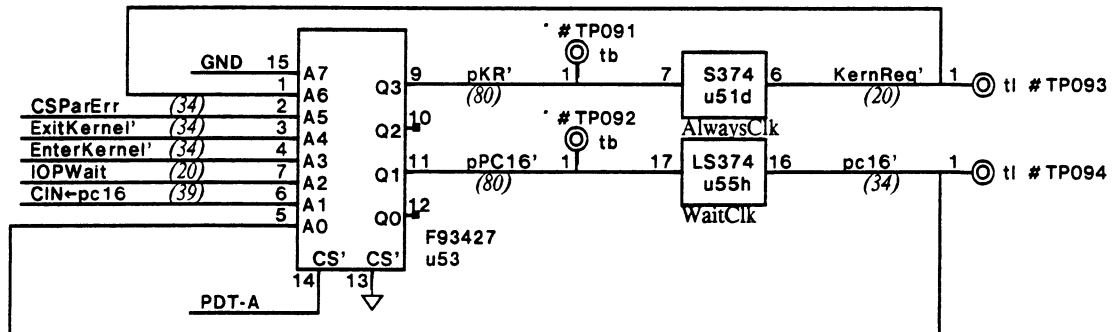 # TP091
tb
GND 15 A7
1 A6
CSParErr (34) 2 A5
ExitKernel' (34) 3 A4
EnterKernel' (34) 4 A3
IOPWait (20) 7 A2
CIN←pc16 (39) 6 A1
5 A0
Q3 9 pKR' 1 7 S374 6 KernReq' 1 tl #TP093
(80) u51d (20)
AlwaysClk
Q2 10
# TP092
tb
Q1 11 pPC16' 1 17 LS374 16 pc16' 1 tl #TP094
(80) u55h (34)
WaitClk
Q0 12
F93427
u53
CS' CS'
14 13
PDT-A